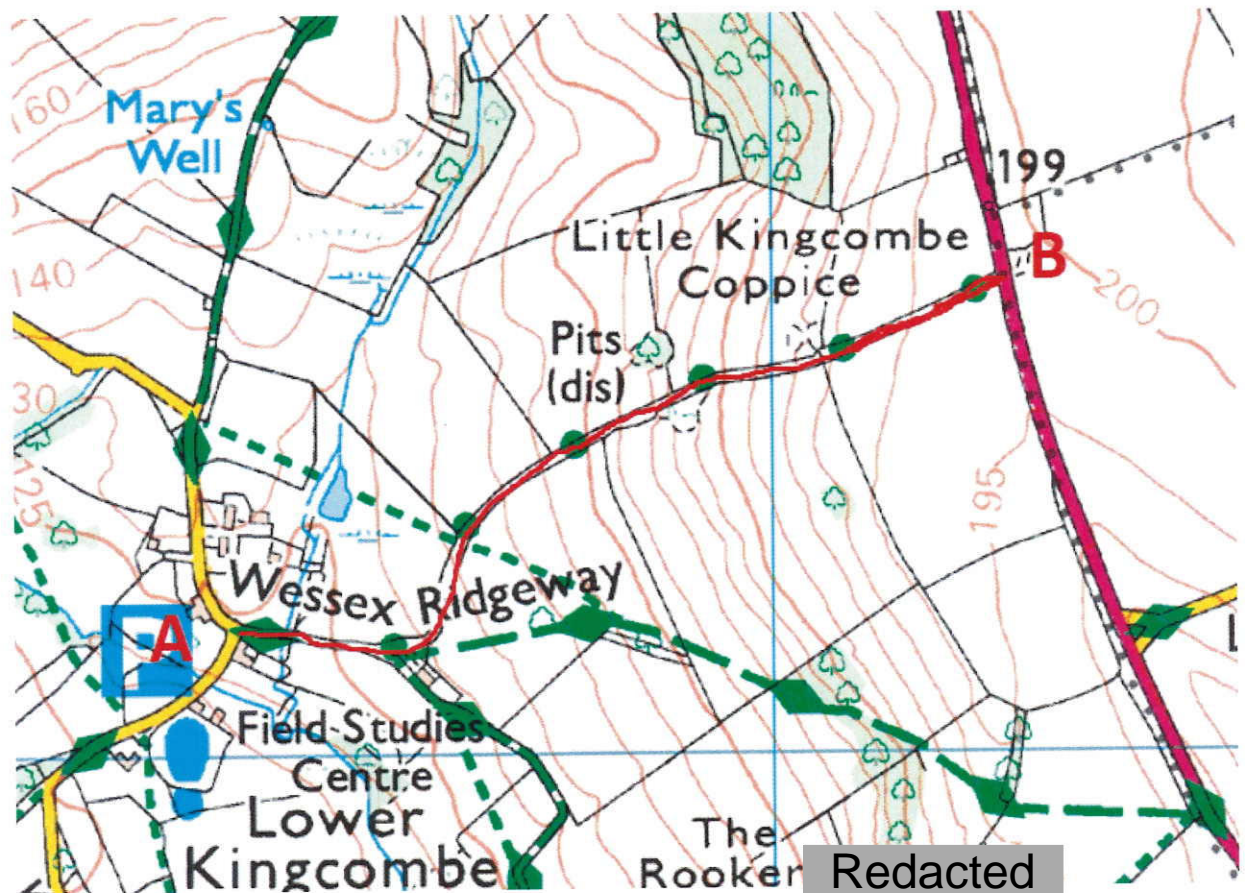 160
Mary's
Well
199
Little Kingcombe
Coppice
B
140
200
Pits
(dis)
30
125
195
Wessex Ridgeway
A
Field Studies
Centre
Lower
Kingcombe
The
Rooker
Redacted